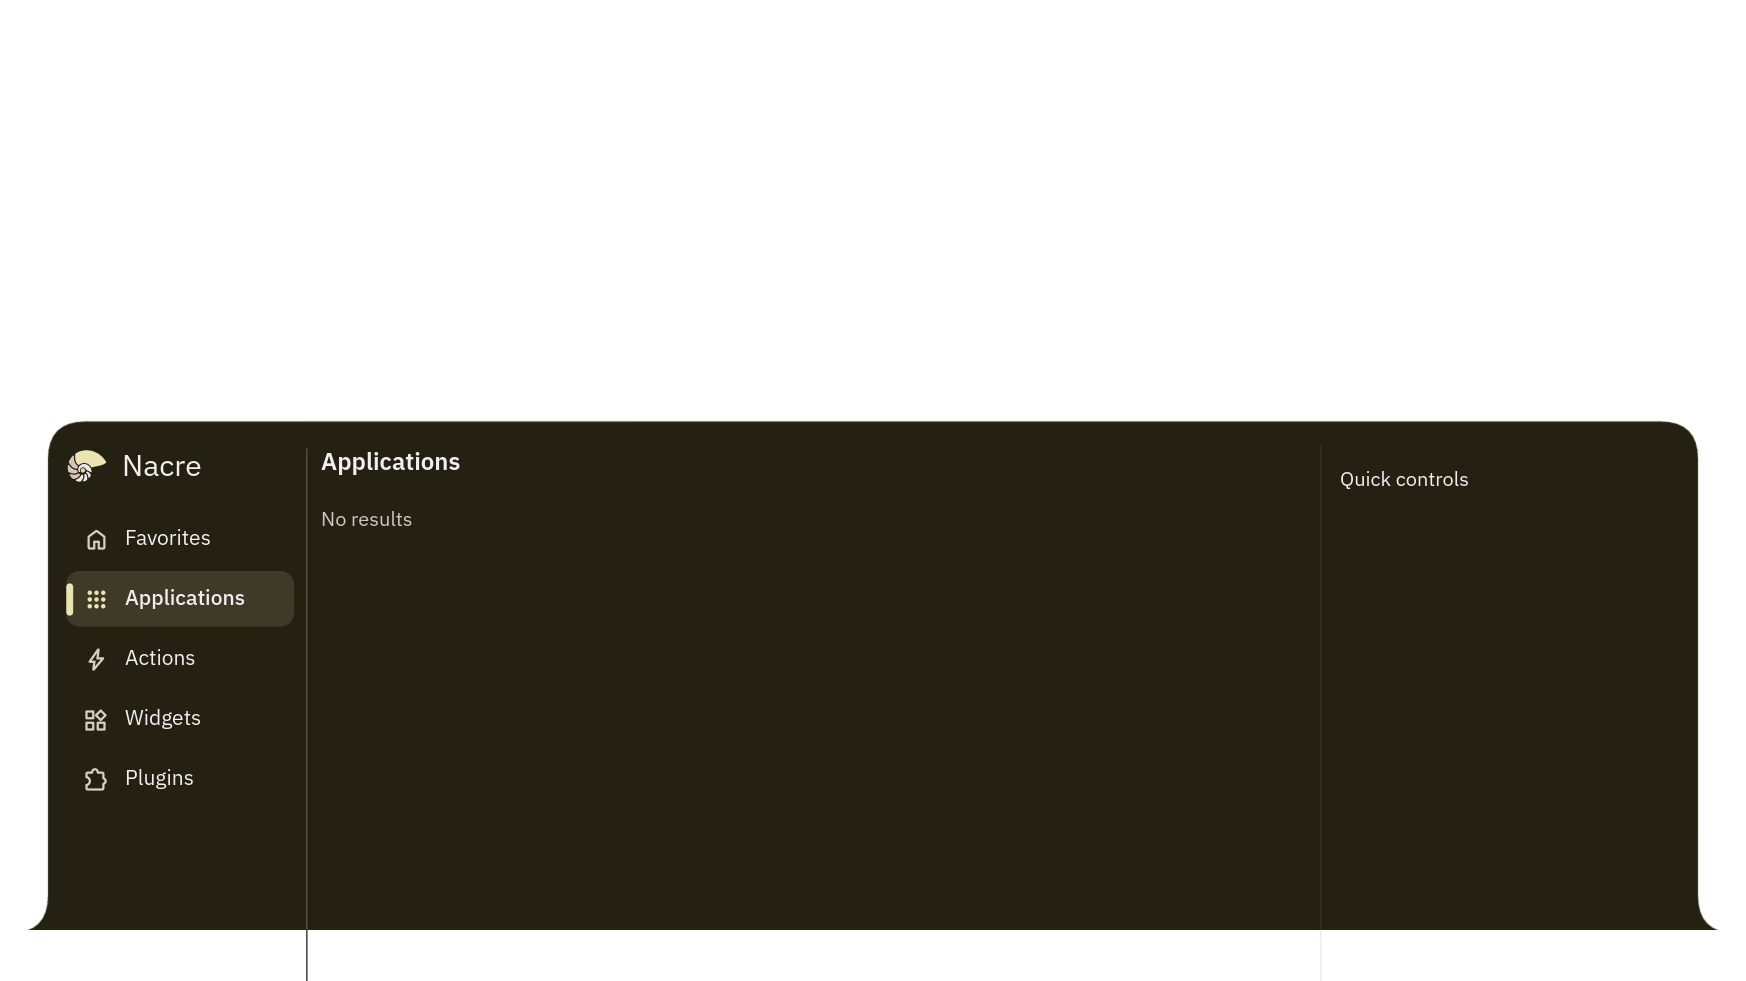 Nacre
Favorites
Applications
Actions
Widgets
Plugins
Applications
No results
Quick controls